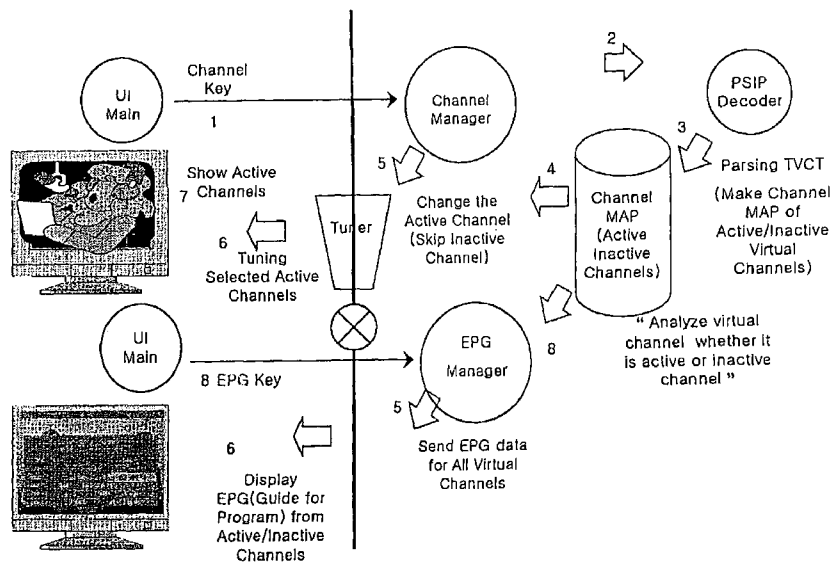 UI
Main
Channel
Key
1
Channel
Manager
2
PSIP
Decoder
3
Parsing TVCT
(Make Channel
MAP of
Active/Inactive
Virtual
Channels)
Channel
MAP
(Active
Inactive
Channels)
4
5
Change the
Active Channel
(Skip Inactive
Channel)
Tuner
7
Show Active
Channels
6
Tuning
Selected Active
Channels
UI
Main
8 EPG Key
EPG
Manager
8
“ Analyze virtual
channel whether it
is active or inactive
channel ”
5
Send EPG data
for All Virtual
Channels
6
Display
EPG(Guide for
Program) from
Active/Inactive
Channels